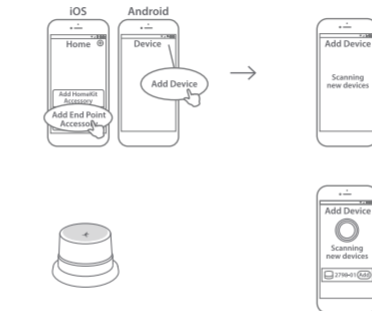 iOS
Android
Home
Device
Add HomeKit
Accessory
Add End Point
Accessory
Add Device
Add Device
Scanning
new devices
Add Device
Scanning
new devices
2799-01 Add